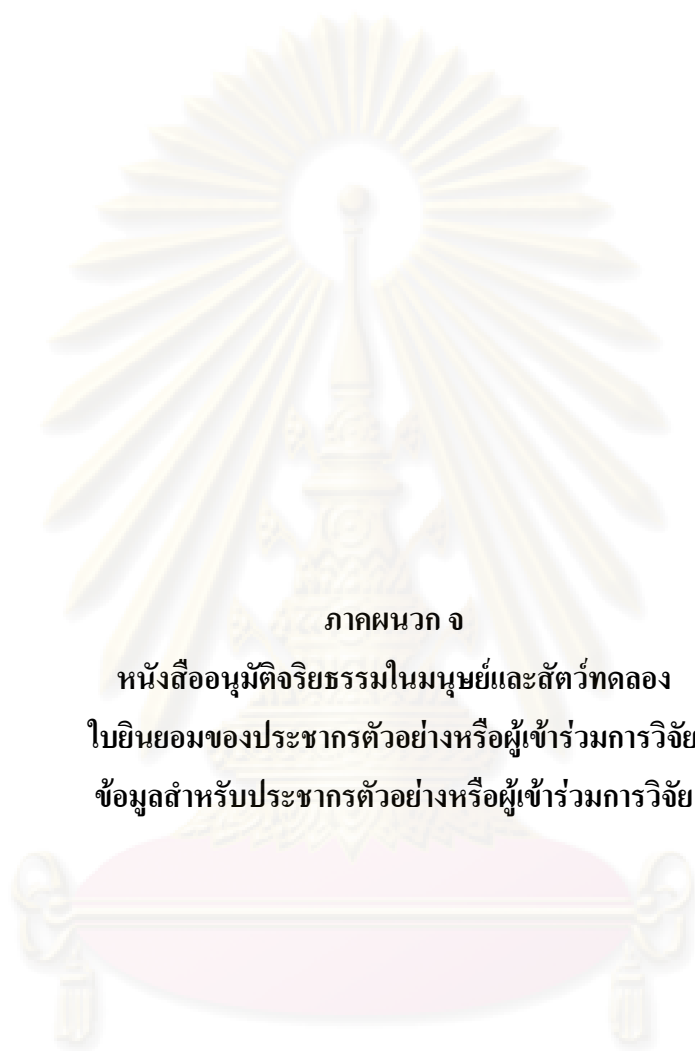 ภาคผนวก จ
หนังสืออนุมัติจริยธรรมในมนุษย์และสัตว์ทดลอง
ใบยินยอมของประชากรตัวอย่างหรือผู้เข้าร่วมการวิจัย
ข้อมูลสำหรับประชากรตัวอย่างหรือผู้เข้าร่วมการวิจัย